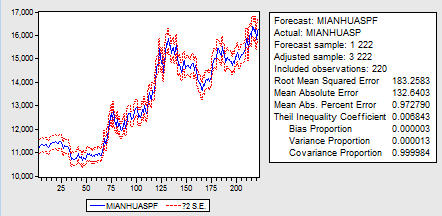 17,000
16,000
15,000
14,000
13,000
12,000
11,000
10,000
25 50 75 100 125 150 175 200
MIANHUASPF ?2 S.E.
Forecast: MIANHUASPF
Actual: MIANHUASP
Forecast sample: 1 222
Adjusted sample: 3 222
Included observations: 220
Root Mean Squared Error 183.2583
Mean Absolute Error 132.6403
Mean Abs. Percent Error 0.972790
Theil Inequality Coefficient 0.006843
Bias Proportion 0.000003
Variance Proportion 0.000013
Covariance Proportion 0.999984